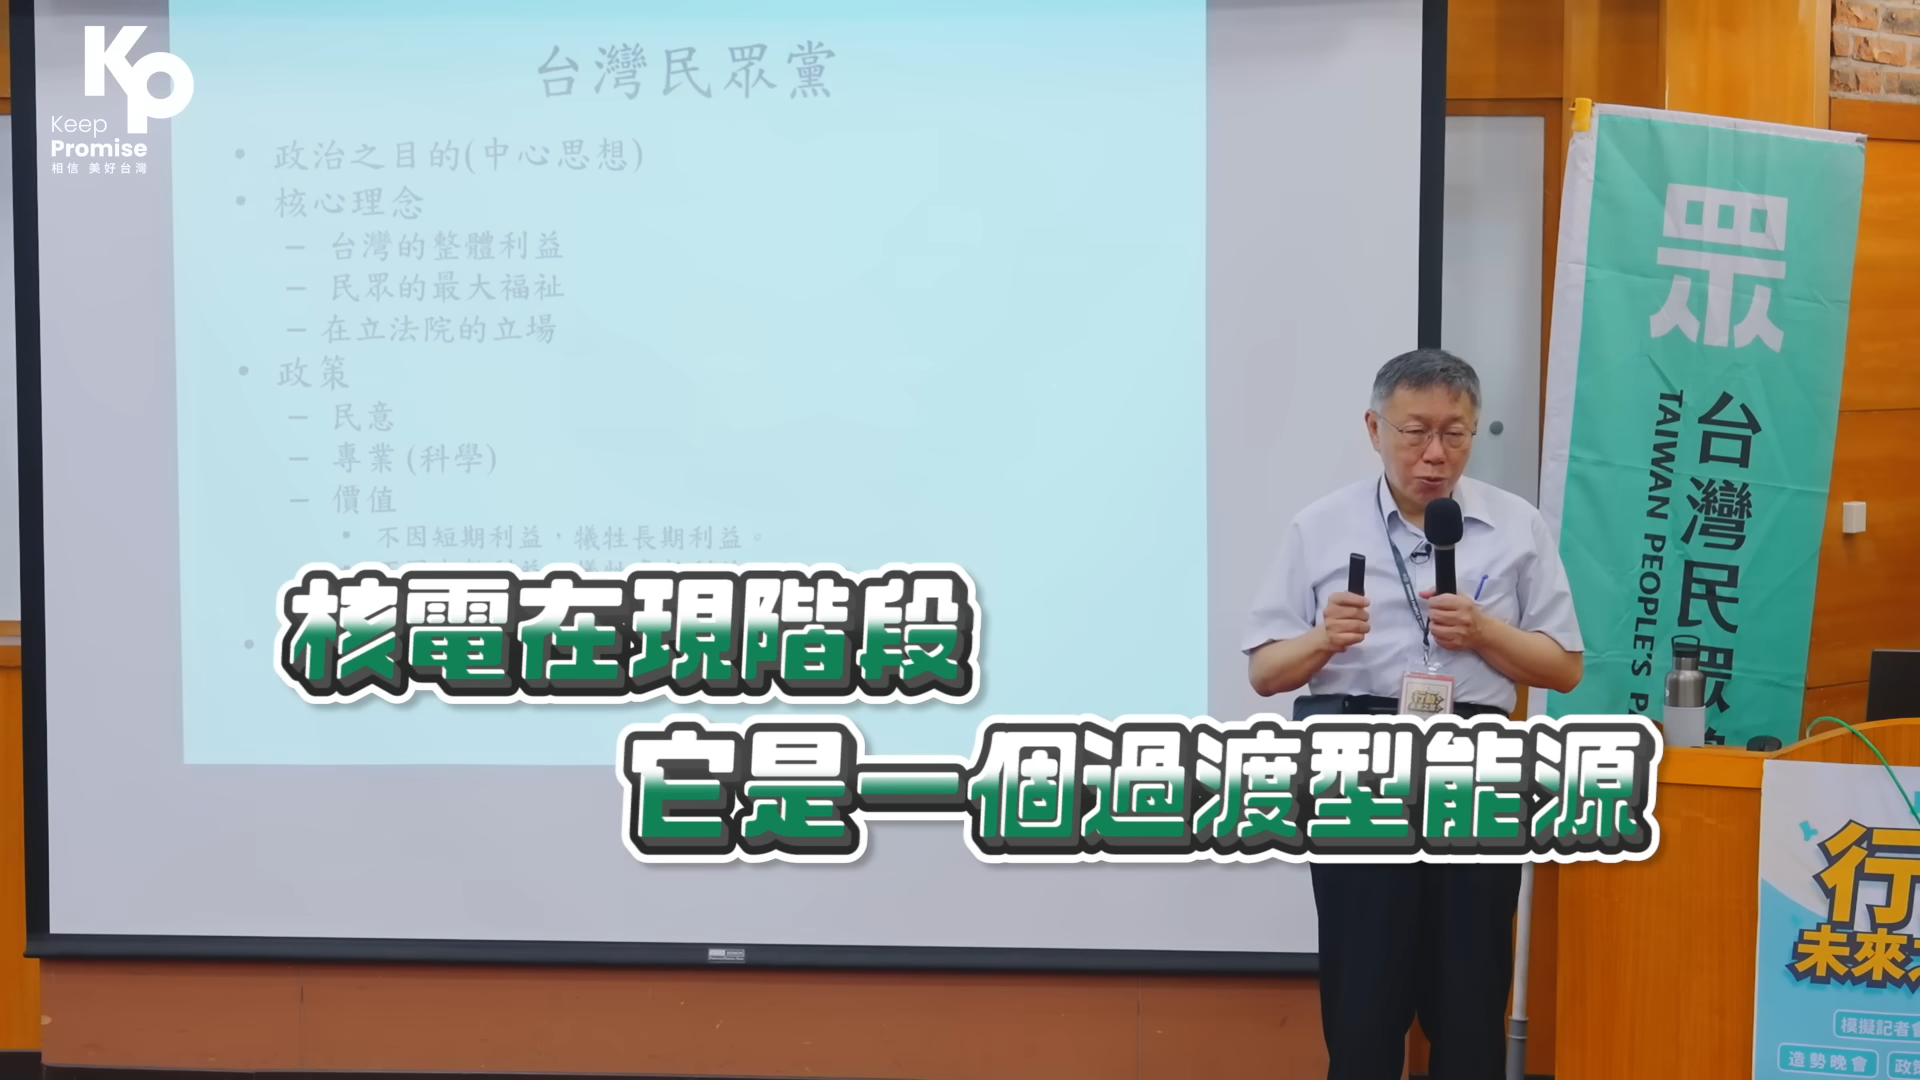 KP
Keep
Promise
相信 美好台灣
台灣民眾黨
• 政治之目的(中心思想)
• 核心理念
– 台灣的整體利益
– 民眾的最大福祉
– 在立法院的立場
• 政策
– 民意
– 專業(科學)
– 價值
• 不因短期利益，犧牲長期利益。
核電在現階段
它是一個過渡型能源
眾
台灣民眾
TAIWAN PEOPLE'S P
行
未來
模擬記者
造勢晚會
政